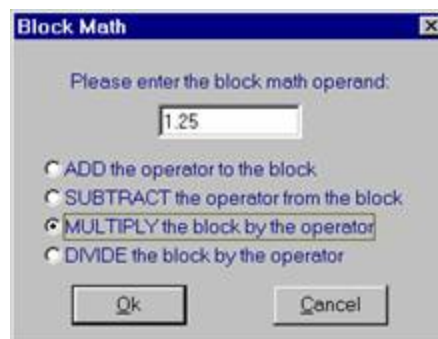 Block Math
Please enter the block math operand:
1.25
ADD the operator to the block
SUBTRACT the operator from the block
MULTIPLY the block by the operator
DIVIDE the block by the operator
Ok Cancel